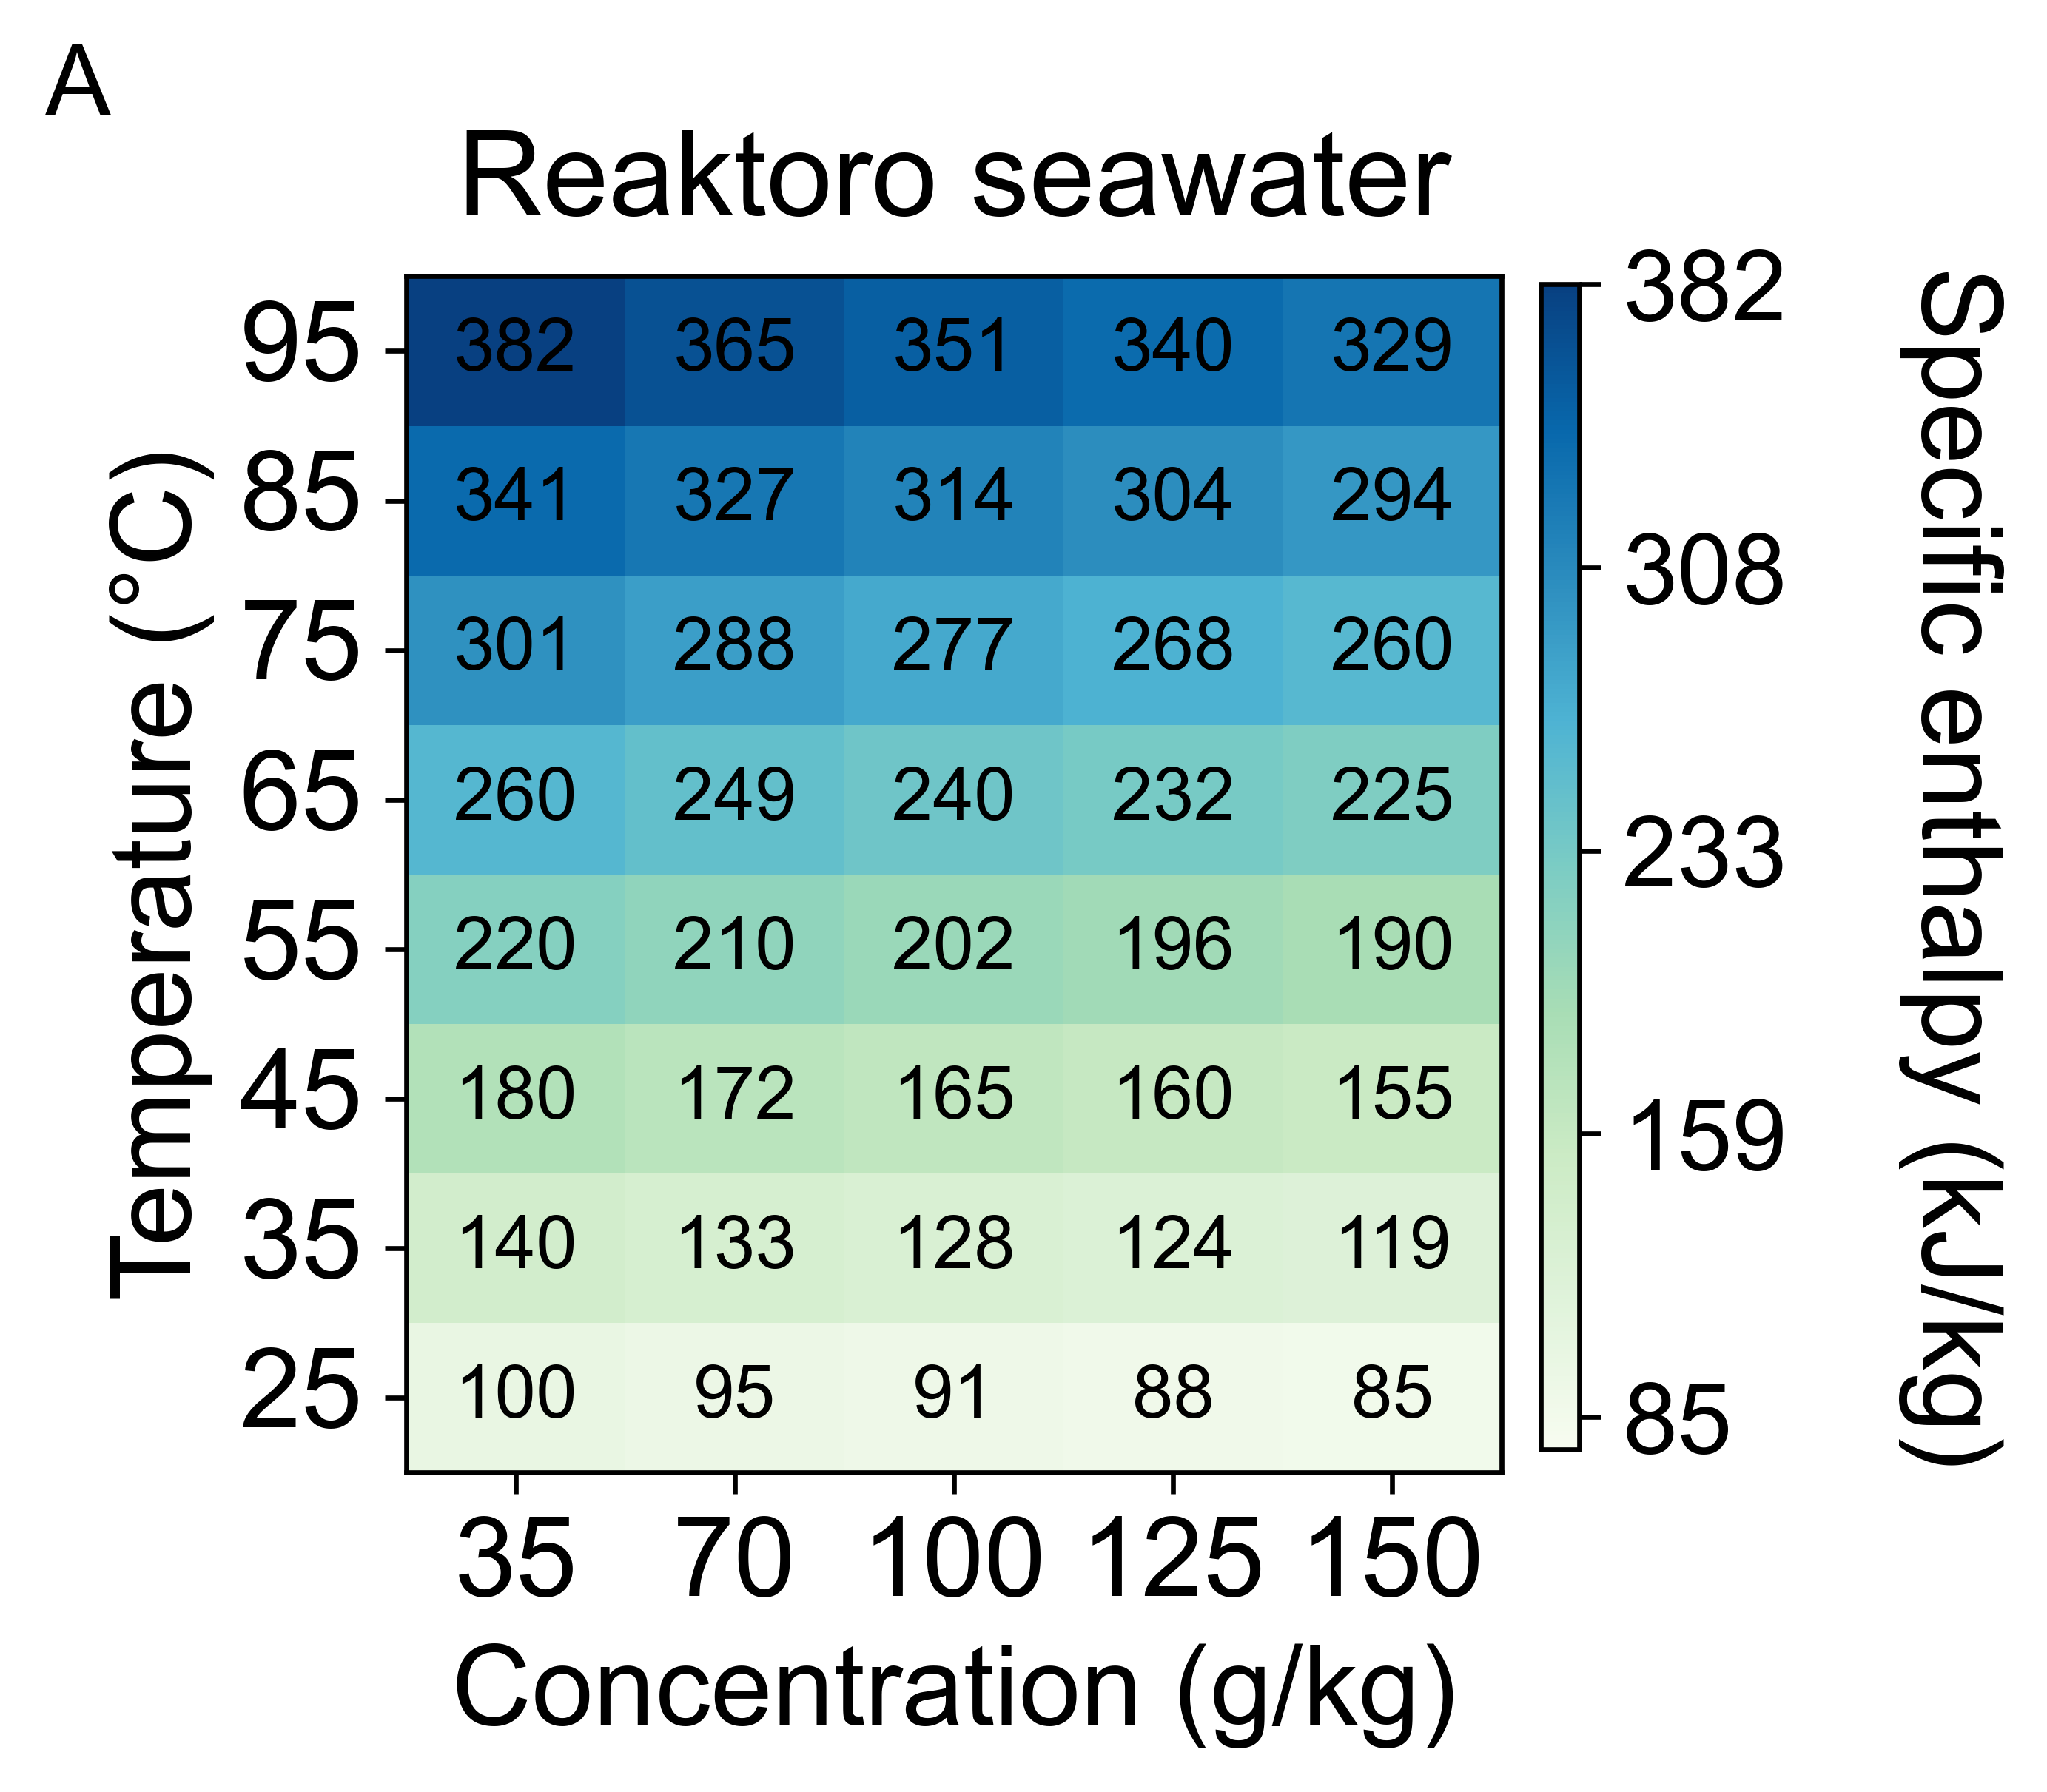 A
Reaktoro seawater
95 382 365 351 340 329
85 341 327 314 304 294
75 301 288 277 268 260
65 260 249 240 232 225
55 220 210 202 196 190
45 180 172 165 160 155
35 140 133 128 124 119
25 100 95 91 88 85
35 70 100 125 150
Concentration (g/kg)
Temperature (°C)
382
308
233
159
85
Specific enthalpy (kJ/kg)